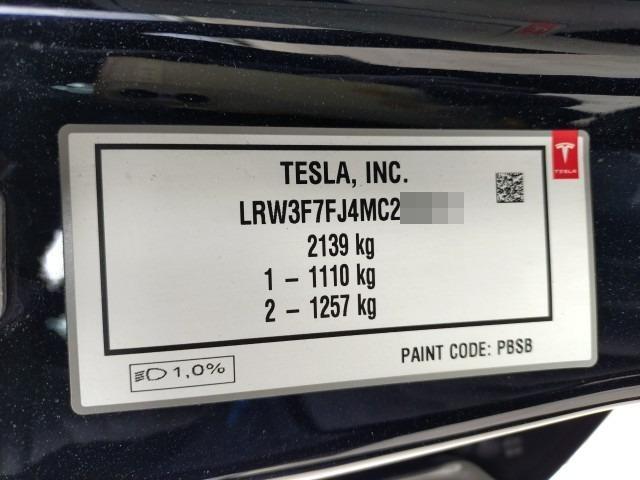 TESLA, INC.
LRW3F7FJ4MC2
2139 kg
1 - 1110 kg
2 - 1257 kg
PAINT CODE: PBSB
1,0%
TESLA